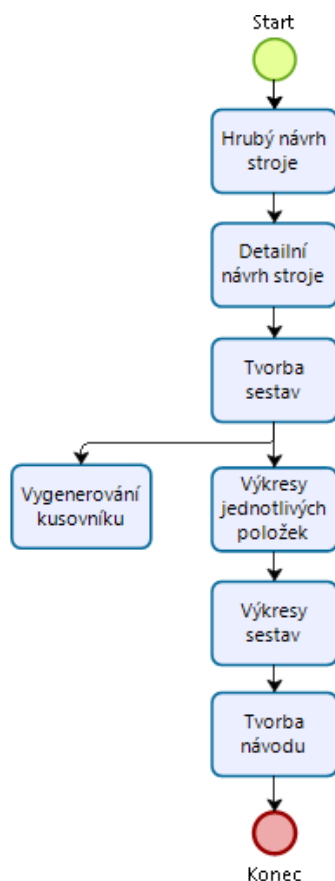 Start
Hrubý návrh
stroje
Detailní
návrh stroje
Tvorba
sestav
Vygenerování
kusovníku
Výkresy
jednotlivých
položek
Výkresy
sestav
Tvorba
návodu
Konec